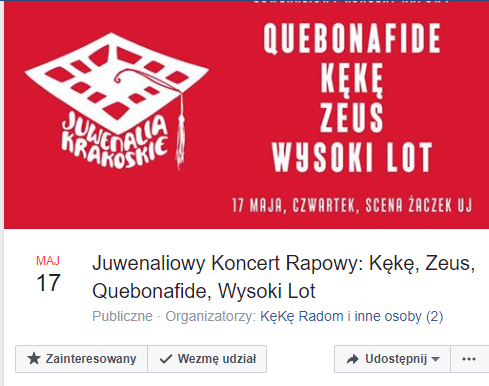 QUEBONAFIDE
KĘKĘ
ZEUS
WYSOKI LOT
JUWENALIA
KRAKOSKIE
17 MAJA, CZWARTEK, SCENA ŻACZEK UJ
MAJ
17
Juwenaliowy Koncert Rapowy: Kękę, Zeus,
Quebonafide, Wysoki Lot
Publiczne · Organizatorzy: KęKę Radom i inne osoby (2)
Zainteresowany
Wezmę udział
Udostępnij